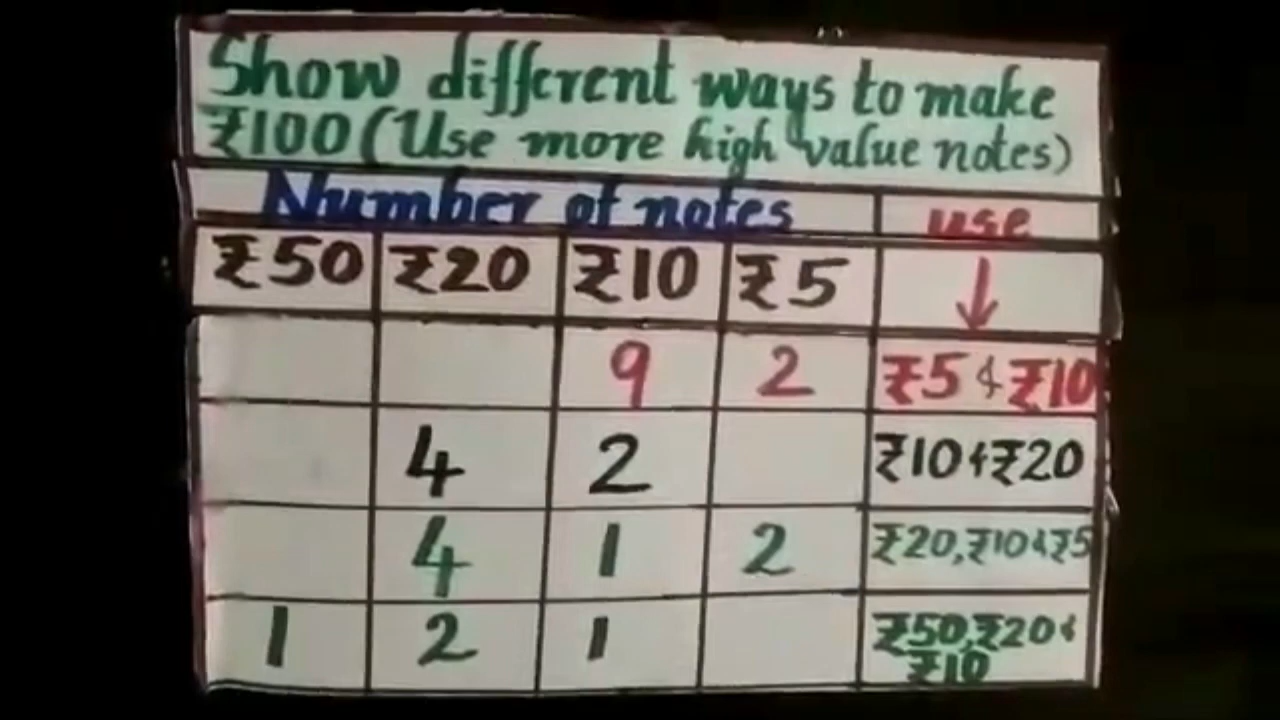 Show different ways to make
₹100 (Use more high value notes)
Number of notes use
₹50 ₹20 ₹10 ₹5 ↓
9 2 ₹5 & ₹10
4 2 ₹10 & ₹20
4 1 2 ₹20, ₹10 & ₹5
1 2 1 ₹50, ₹20 &
₹10